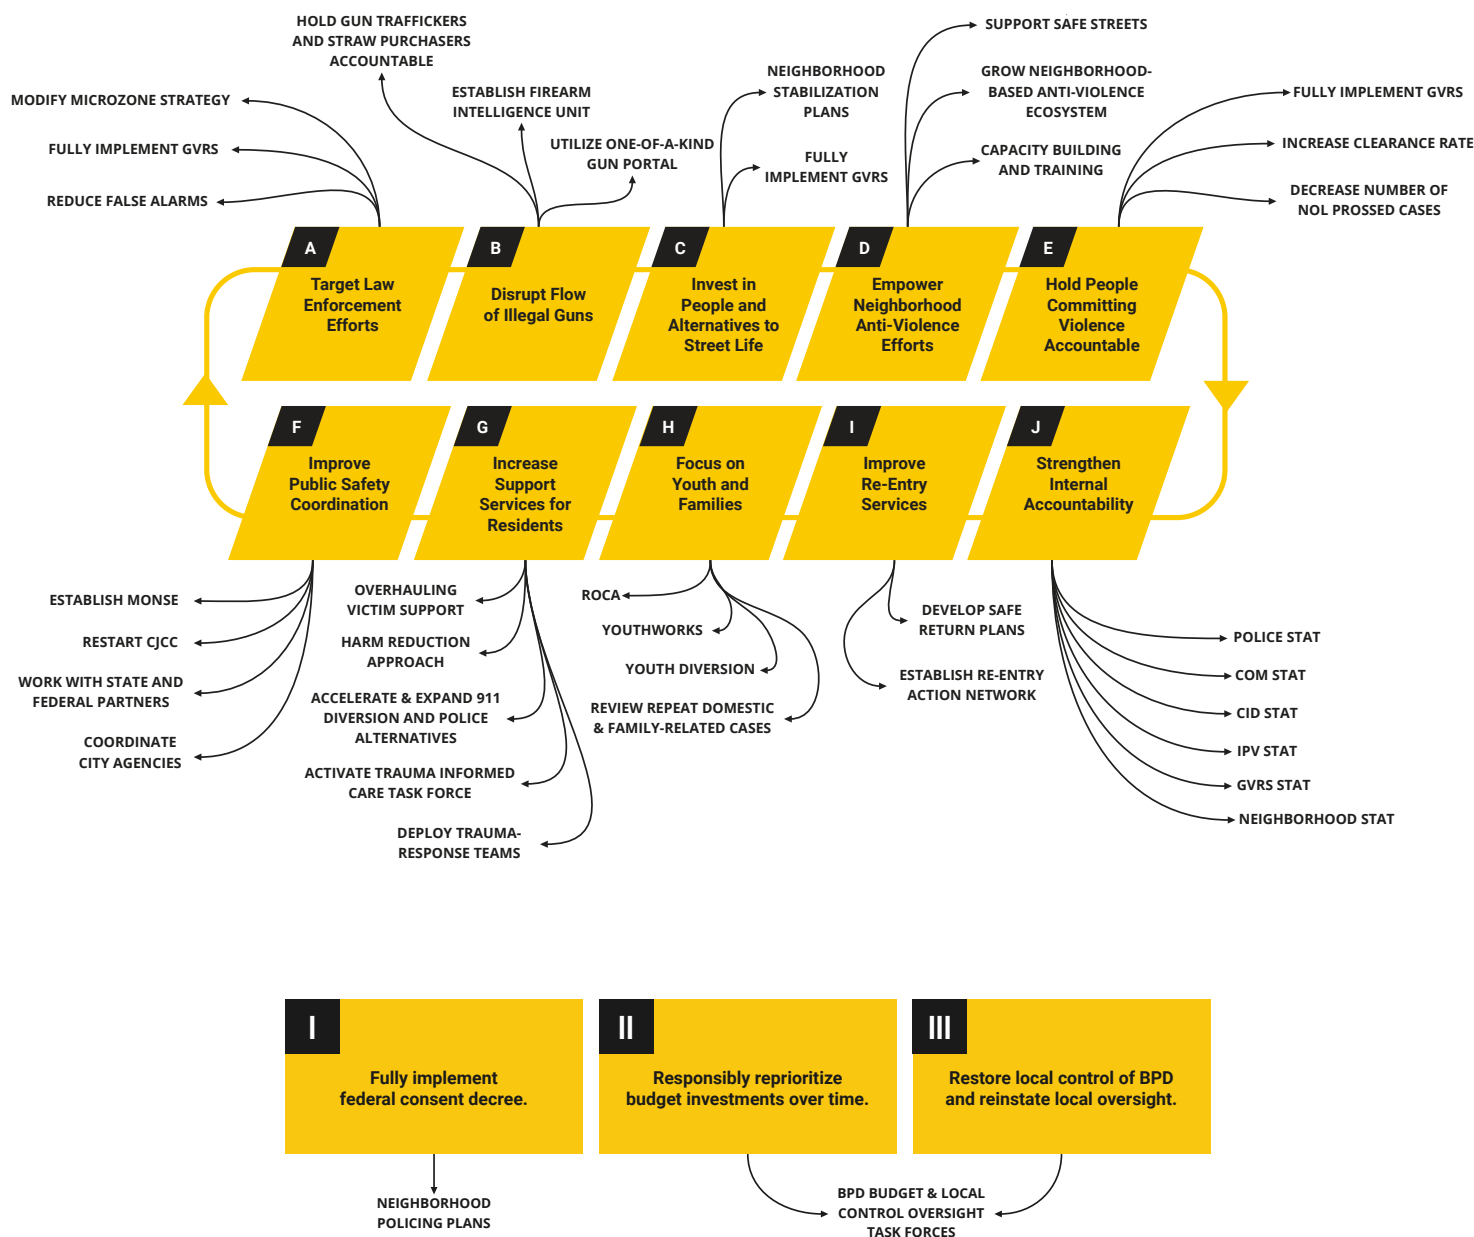 HOLD GUN TRAFFICKERS
AND STRAW PURCHASERS
ACCOUNTABLE
MODIFY MICROZONE STRATEGY
FULLY IMPLEMENT GVRS
REDUCE FALSE ALARMS
ESTABLISH FIREARM
INTELLIGENCE UNIT
UTILIZE ONE-OF-A-KIND
GUN PORTAL
NEIGHBORHOOD
STABILIZATION
PLANS
FULLY
IMPLEMENT GVRS
SUPPORT SAFE STREETS
GROW NEIGHBORHOOD-
BASED ANTI-VIOLENCE
ECOSYSTEM
CAPACITY BUILDING
AND TRAINING
FULLY IMPLEMENT GVRS
INCREASE CLEARANCE RATE
DECREASE NUMBER OF
NOL PROSSED CASES
A
Target Law
Enforcement
Efforts
B
Disrupt Flow
of Illegal Guns
C
Invest in
People and
Alternatives to
Street Life
D
Empower
Neighborhood
Anti-Violence
Efforts
E
Hold People
Committing
Violence
Accountable
F
Improve
Public Safety
Coordination
G
Increase
Support
Services for
Residents
H
Focus on
Youth and
Families
I
Improve
Re-Entry
Services
J
Strengthen
Internal
Accountability
ESTABLISH MONSE
RESTART CJCC
WORK WITH STATE AND
FEDERAL PARTNERS
COORDINATE
CITY AGENCIES
OVERHAULING
VICTIM SUPPORT
HARM REDUCTION
APPROACH
ACCELERATE & EXPAND 911
DIVERSION AND POLICE
ALTERNATIVES
ACTIVATE TRAUMA INFORMED
CARE TASK FORCE
DEPLOY TRAUMA-
RESPONSE TEAMS
ROCA
YOUTHWORKS
YOUTH DIVERSION
REVIEW REPEAT DOMESTIC
& FAMILY-RELATED CASES
DEVELOP SAFE
RETURN PLANS
ESTABLISH RE-ENTRY
ACTION NETWORK
POLICE STAT
COM STAT
CID STAT
IPV STAT
GVRS STAT
NEIGHBORHOOD STAT
I
Fully implement
federal consent decree.
II
Responsibly reprioritize
budget investments over time.
III
Restore local control of BPD
and reinstate local oversight.
NEIGHBORHOOD
POLICING PLANS
BPD BUDGET & LOCAL
CONTROL OVERSIGHT
TASK FORCES